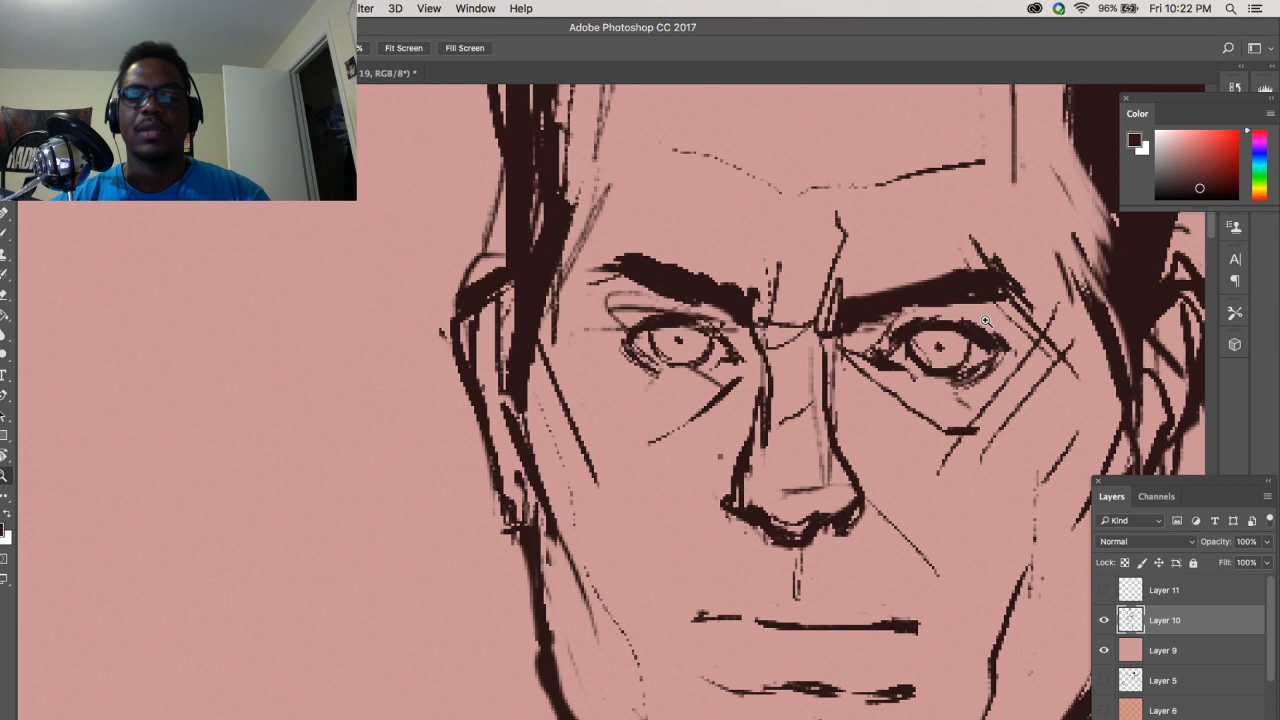 lter 3D View Window Help 96% Fri 10:22 PM
Adobe Photoshop CC 2017
% Fit Screen Fill Screen
19, RGB/8*) *
Color
Layers Channels
Kind
Normal Opacity: 100%
Lock: Fill: 100%
Layer 11
Layer 10
Layer 9
Layer 5
Layer 6